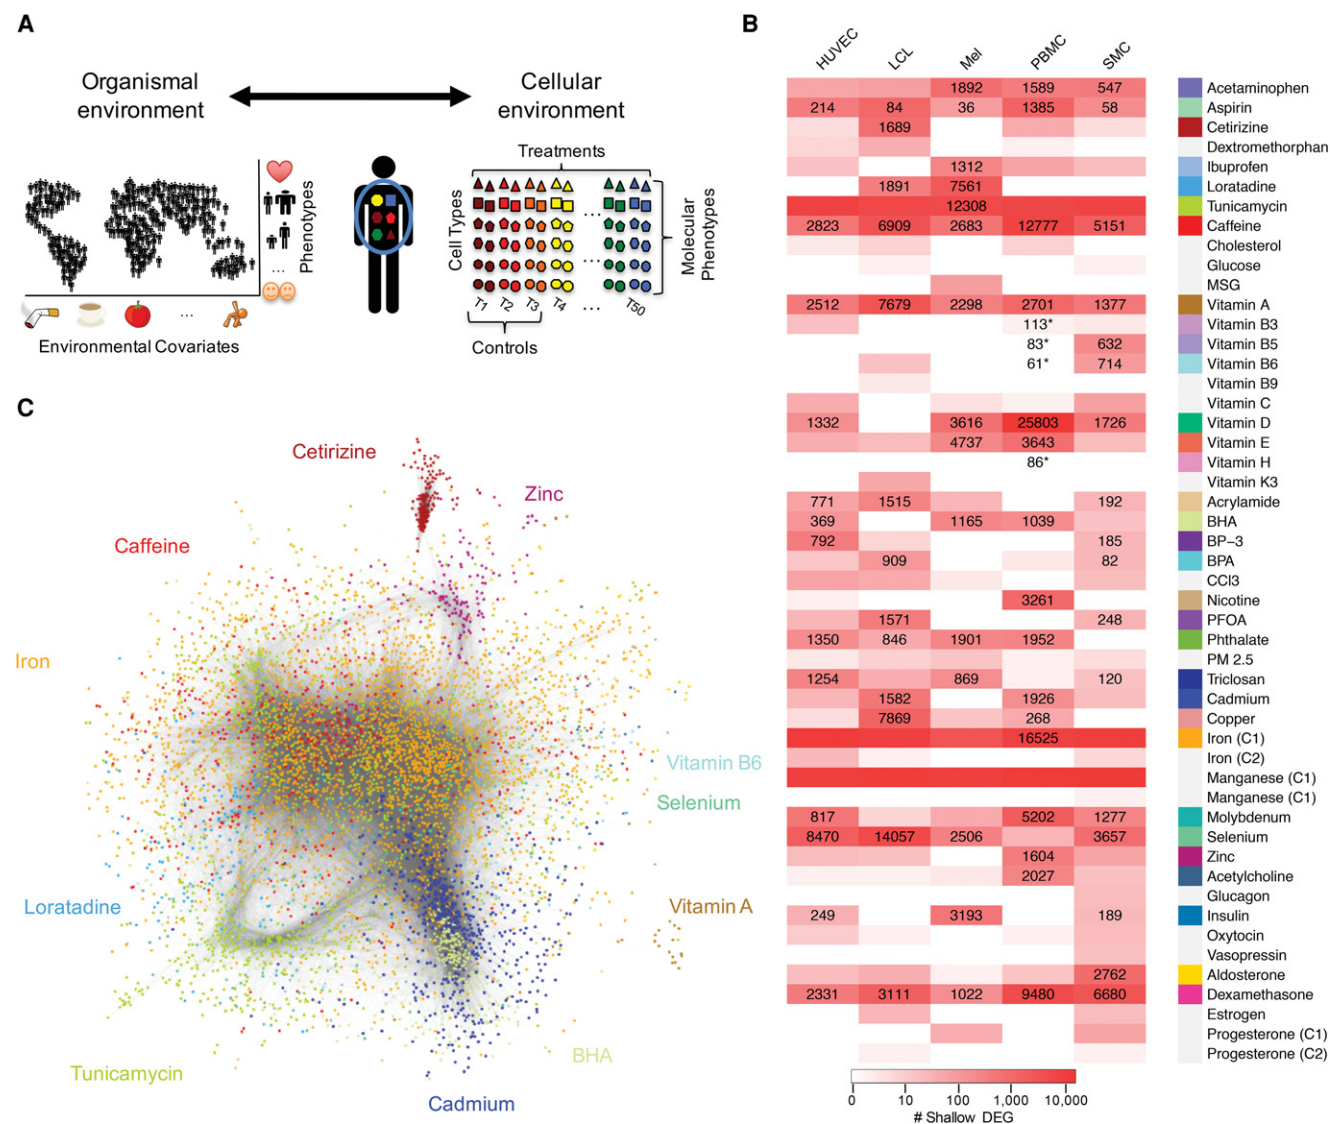 A
Organismal
environment
Cellular
environment
Treatments
Cell Types
Molecular
Phenotypes
Phenotypes
...
...
...
...
T1 T2 T3 T4 ... T50
Environmental Covariates
Controls
B
HUVEC LCL Mel PBMC SMC
1892 1589 547 Acetaminophen
214 84 36 1385 58 Aspirin
1689 Cetirizine
Dextromethorphan
1312 Ibuprofen
1891 7561 Loratadine
12308 Tunicamycin
2823 6909 2683 12777 5151 Caffeine
Cholesterol
Glucose
MSG
2512 7679 2298 2701 1377 Vitamin A
113* Vitamin B3
83* 632 Vitamin B5
61* 714 Vitamin B6
Vitamin B9
Vitamin C
1332 3616 25803 1726 Vitamin D
4737 3643 Vitamin E
86* Vitamin H
Vitamin K3
771 1515 192 Acrylamide
369 1165 1039 BHA
792 185 BP−3
909 82 BPA
CCl3
3261 Nicotine
1571 248 PFOA
1350 846 1901 1952 Phthalate
PM 2.5
1254 869 120 Triclosan
1582 1926 Cadmium
7869 268 Copper
16525 Iron (C1)
Iron (C2)
Manganese (C1)
Manganese (C1)
817 5202 1277 Molybdenum
8470 14057 2506 3657 Selenium
1604 Zinc
2027 Acetylcholine
Glucagon
249 3193 189 Insulin
Oxytocin
Vasopressin
2762 Aldosterone
2331 3111 1022 9480 6680 Dexamethasone
Estrogen
Progesterone (C1)
Progesterone (C2)
0 10 100 1,000 10,000
# Shallow DEG
C
Cetirizine
Zinc
Caffeine
Iron
Vitamin B6
Selenium
Loratadine
Vitamin A
BHA
Tunicamycin
Cadmium